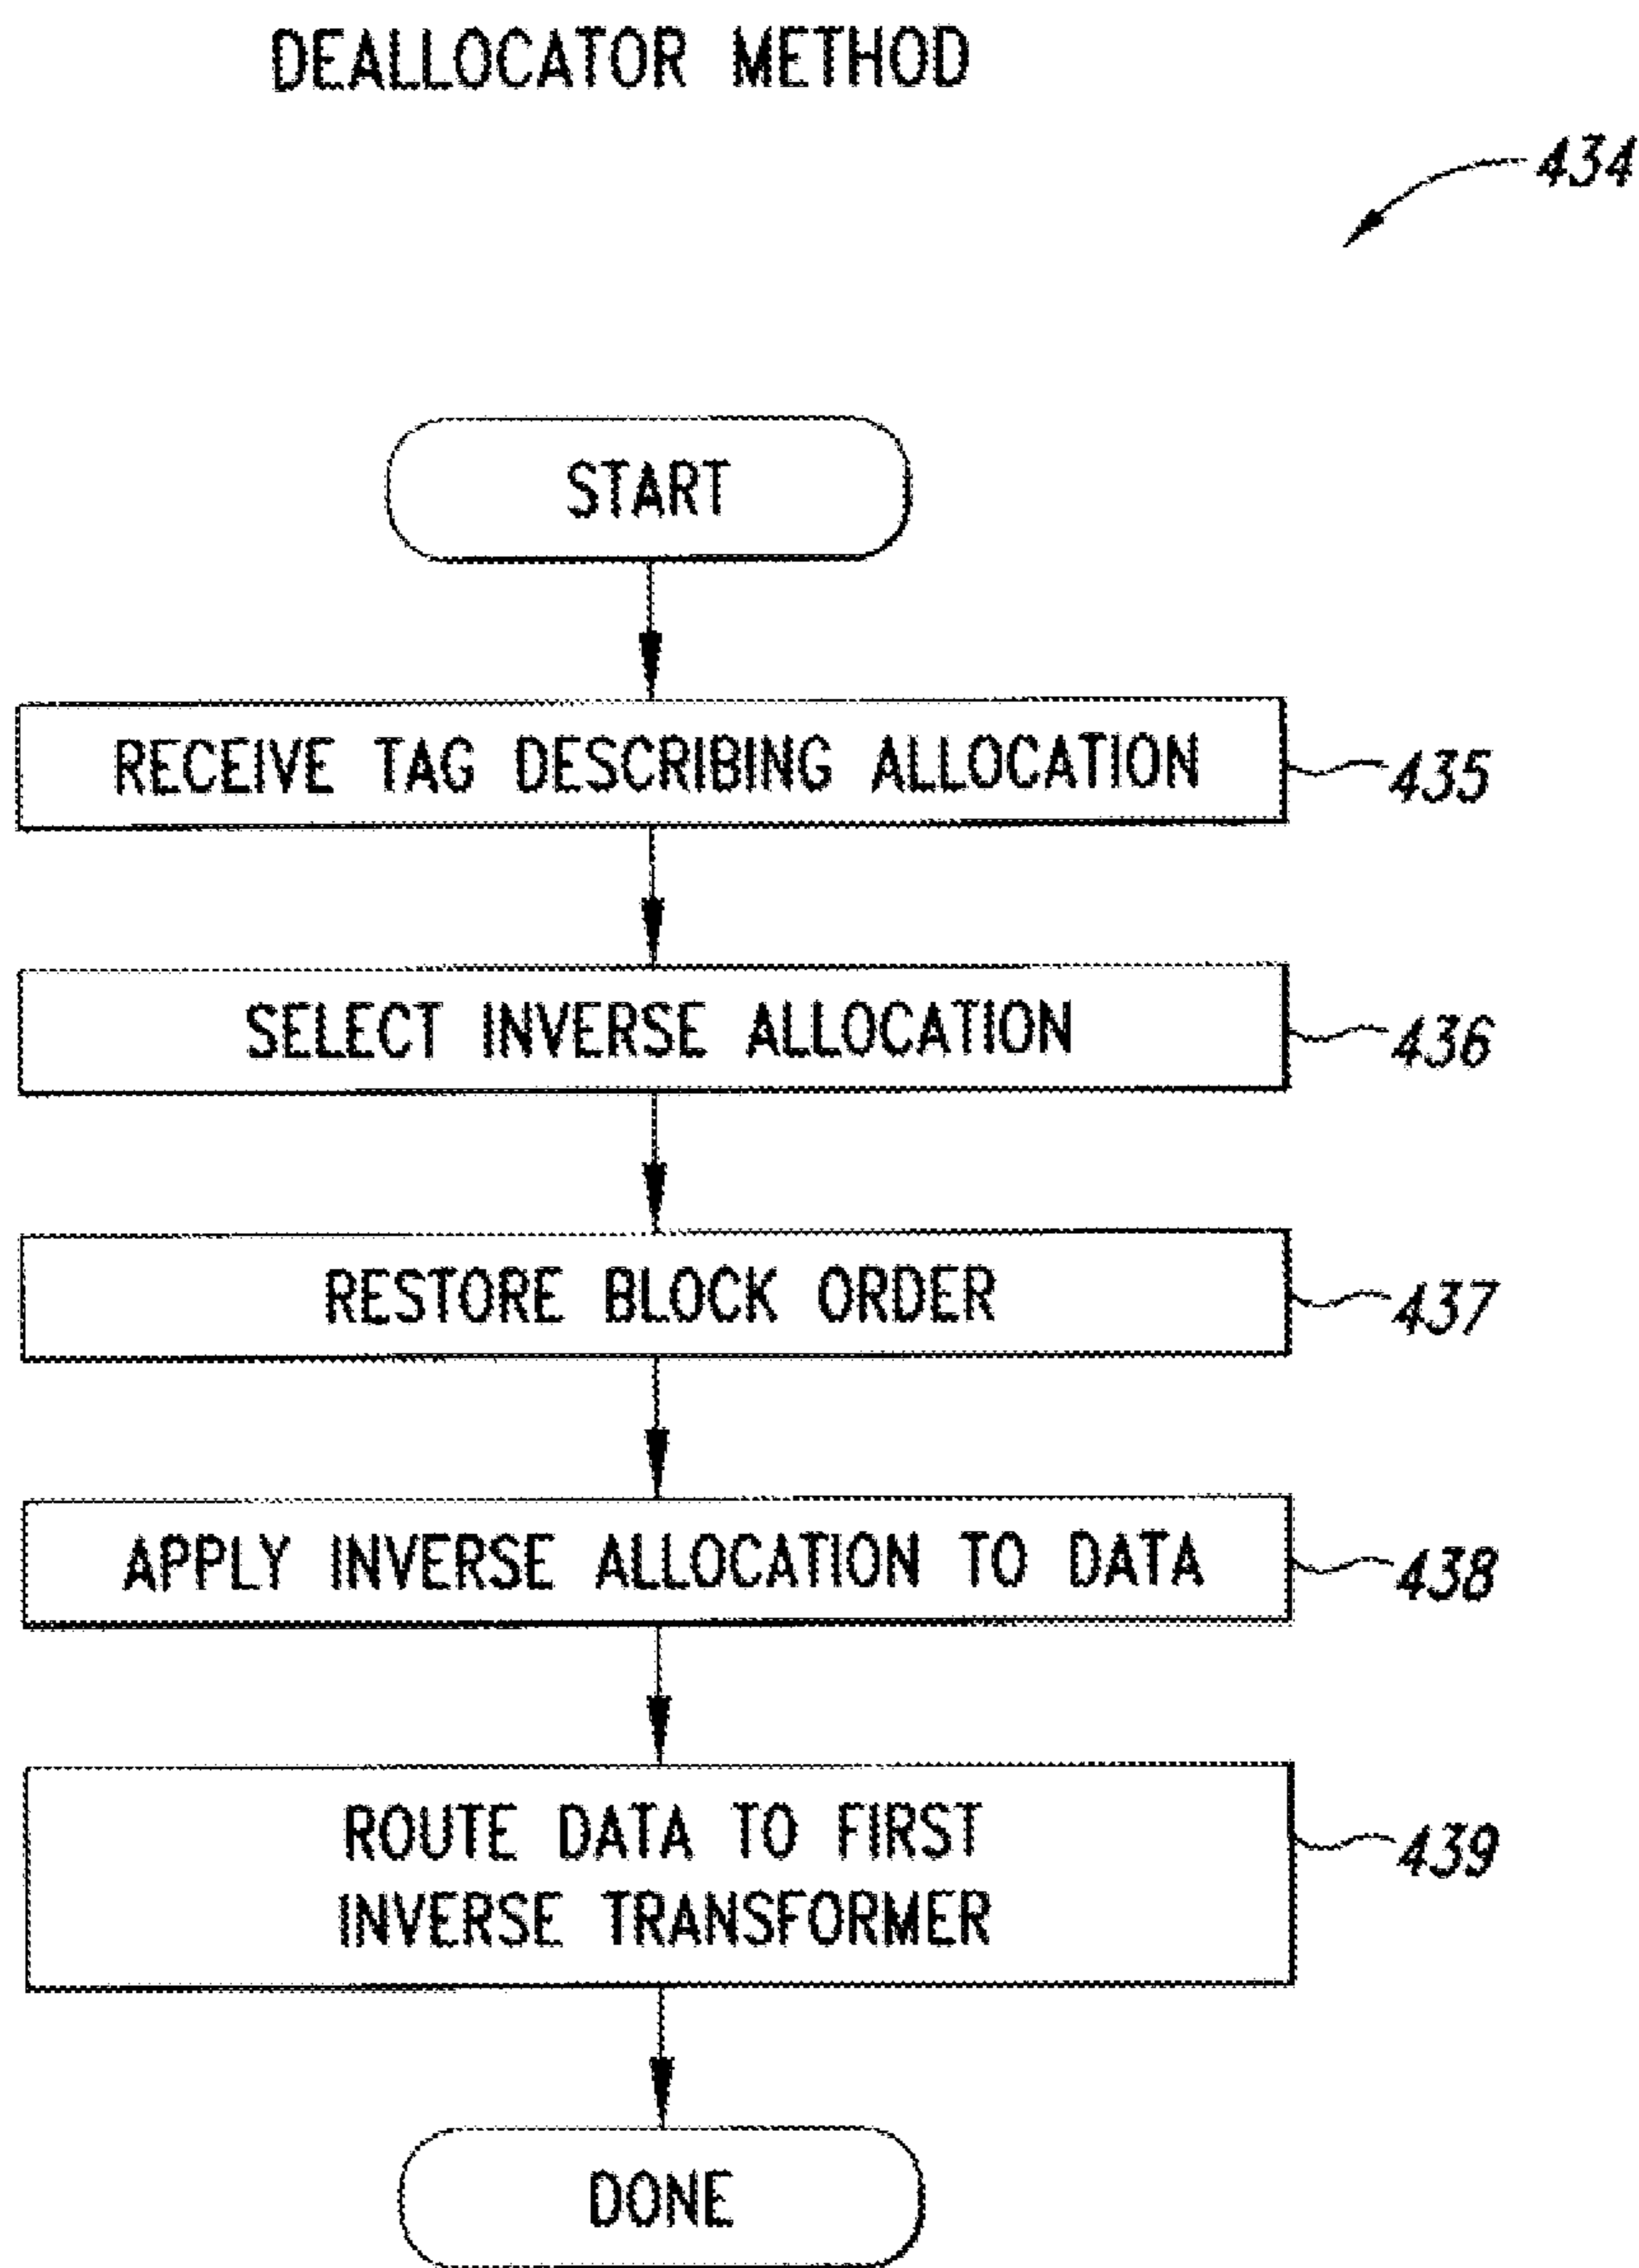 DEALLOCATOR METHOD
434
START
RECEIVE TAG DESCRIBING ALLOCATION
435
SELECT INVERSE ALLOCATION
436
RESTORE BLOCK ORDER
437
APPLY INVERSE ALLOCATION TO DATA
438
ROUTE DATA TO FIRST
INVERSE TRANSFORMER
439
DONE